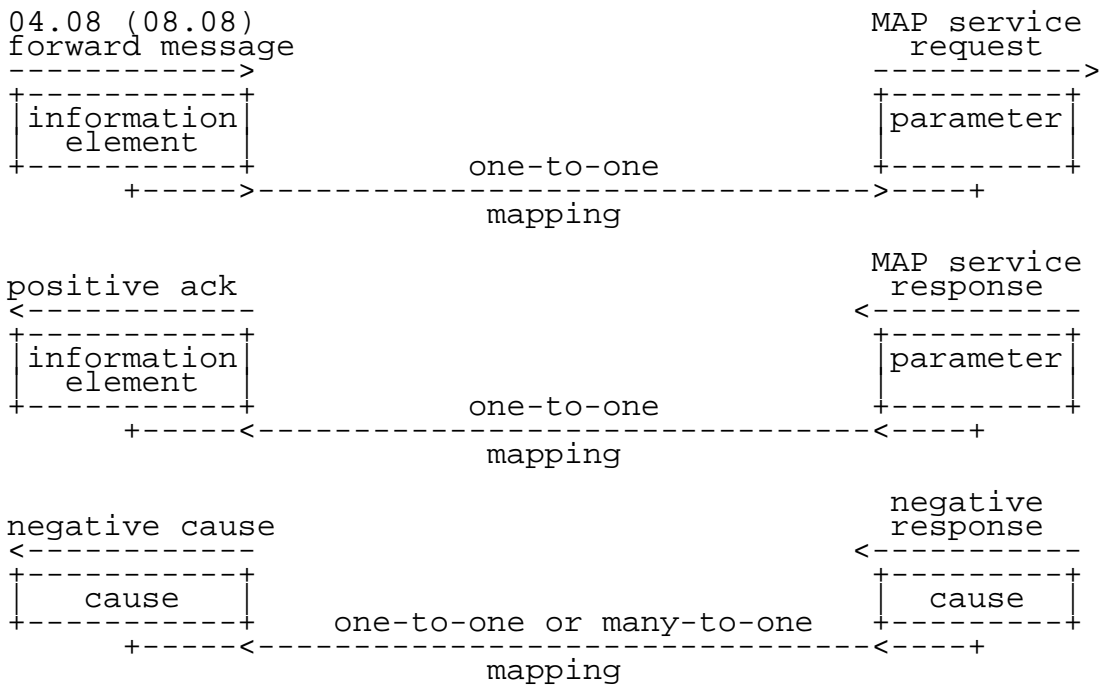 04.08 (08.08) MAP service
forward message request
------------> ----------->
+-----------+ +---------+
|information| |parameter|
| element | | |
+-----------+ one-to-one +---------+
+----->-------------------------------->----+
mapping
MAP service
positive ack response
<------------ <-----------
+-----------+ +---------+
|information| |parameter|
| element | | |
+-----------+ one-to-one +---------+
+-----<--------------------------------<----+
mapping
negative
negative cause response
<------------ <-----------
+-----------+ +---------+
| cause | | cause |
+-----------+ one-to-one or many-to-one +---------+
+-----<--------------------------------<----+
mapping